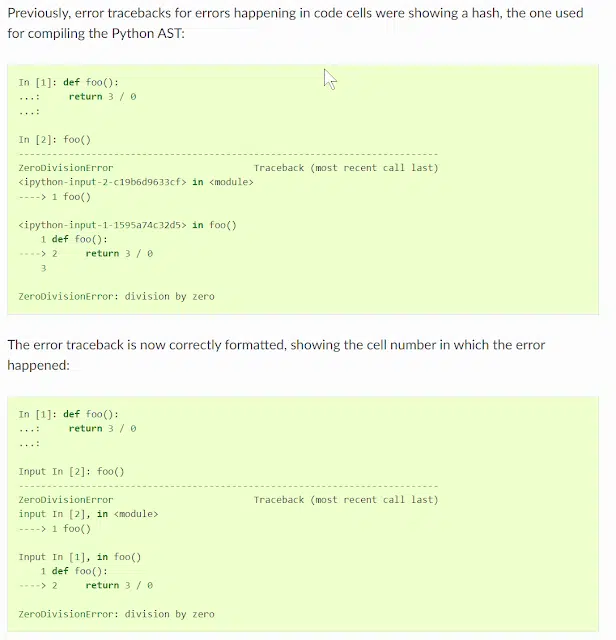 Previously, error tracebacks for errors happening in code cells were showing a hash, the one used
for compiling the Python AST:
In [1]: def foo():
...:     return 3 / 0
...:
In [2]: foo()
---------------------------------------------------------------------------
ZeroDivisionError                         Traceback (most recent call last)
<ipython-input-2-c19b6d9633cf> in <module>
----> 1 foo()
<ipython-input-1-1595a74c32d5> in foo()
    1 def foo():
----> 2     return 3 / 0
    3
ZeroDivisionError: division by zero
The error traceback is now correctly formatted, showing the cell number in which the error
happened:
In [1]: def foo():
...:     return 3 / 0
...:
Input In [2]: foo()
---------------------------------------------------------------------------
ZeroDivisionError                         Traceback (most recent call last)
input In [2], in <module>
----> 1 foo()
Input In [1], in foo()
    1 def foo():
----> 2     return 3 / 0
ZeroDivisionError: division by zero